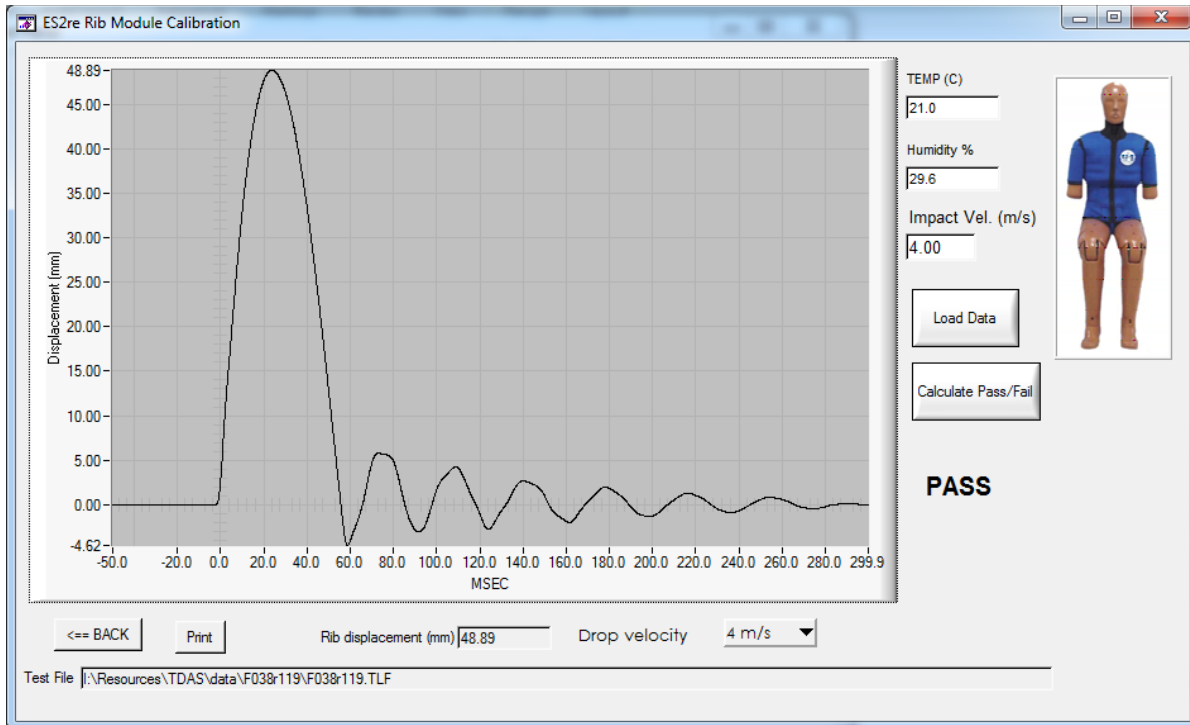 ES2re Rib Module Calibration
48.89
45.00
40.00
35.00
30.00
25.00
20.00
15.00
10.00
5.00
0.00
-4.62
Displacement (mm)
-50.0 -20.0 0.0 20.0 40.0 60.0 80.0 100.0 120.0 140.0 160.0 180.0 200.0 220.0 240.0 260.0 280.0 299.9
MSEC
TEMP (C)
21.0
Humidity %
29.6
Impact Vel. (m/s)
4.00
Load Data
Calculate Pass/Fail
PASS
<== BACK
Print
Rib displacement (mm) 48.89
Drop velocity 4 m/s
Test File I:\Resources\TDAS\data\F038r119\F038r119.TLF